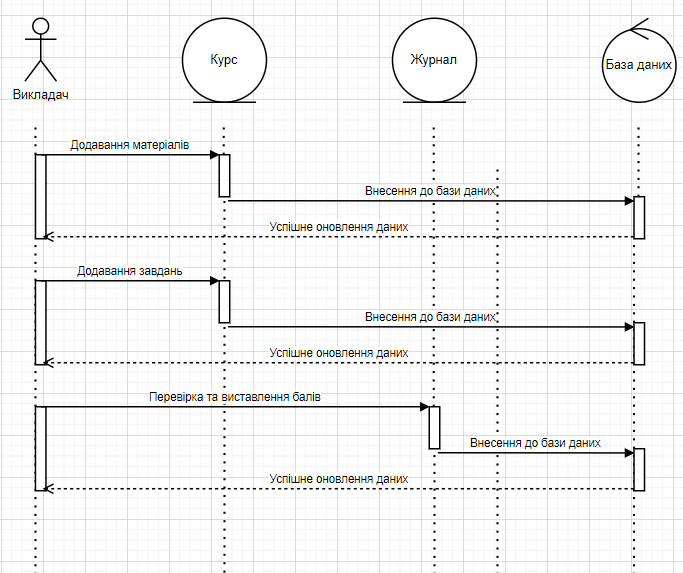 Викладач
Курс
Журнал
База даних
Додавання матеріалів
Внесення до бази даних
Успішне оновлення даних
Додавання завдань
Внесення до бази даних
Успішне оновлення даних
Перевірка та виставлення балів
Внесення до бази даних
Успішне оновлення даних